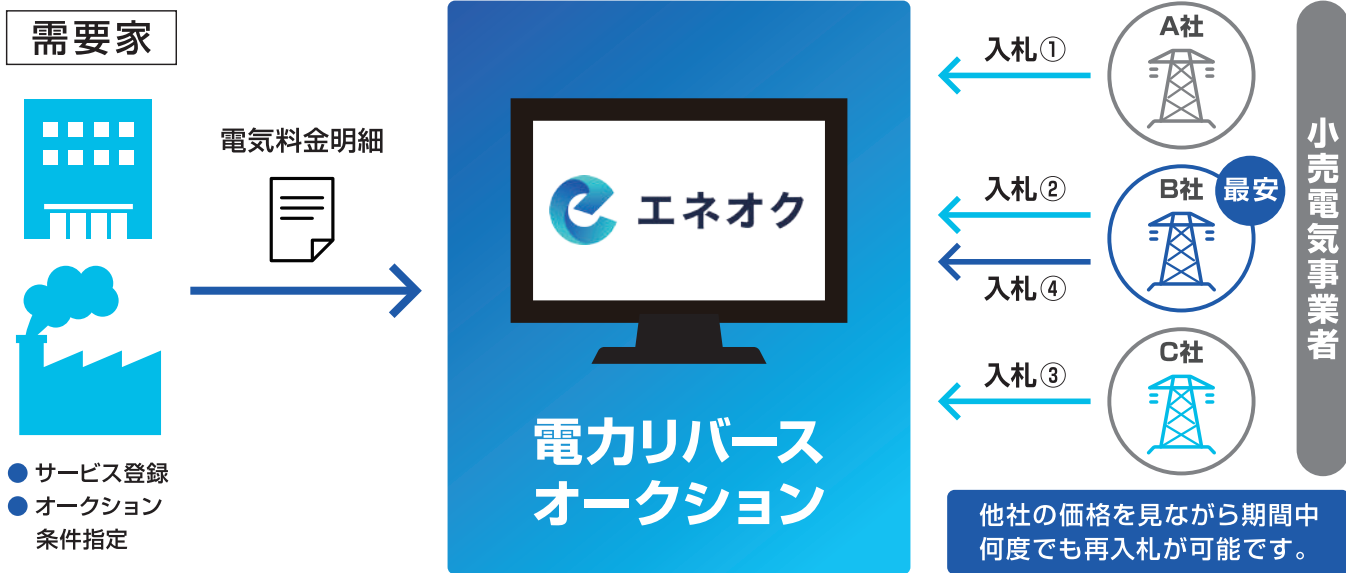 需要家
電気料金明細
サービス登録
オークション
条件指定
エネオク
電力リバース
オークション
入札①
A社
入札②
B社
最安
入札④
入札③
C社
小売電気事業者
他社の価格を見ながら期間中
何度でも再入札が可能です。